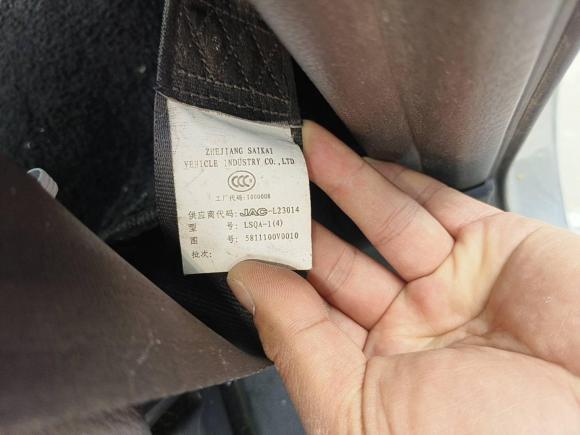 ZHEJIANG SAIKAI
VEHICLE INDUSTRY CO.,LTD
CCC
工厂代码:1000008
供应商代码:JAC-L23014
型 号: LSQA-1(4)
图 号: 5811100V0010
批次: